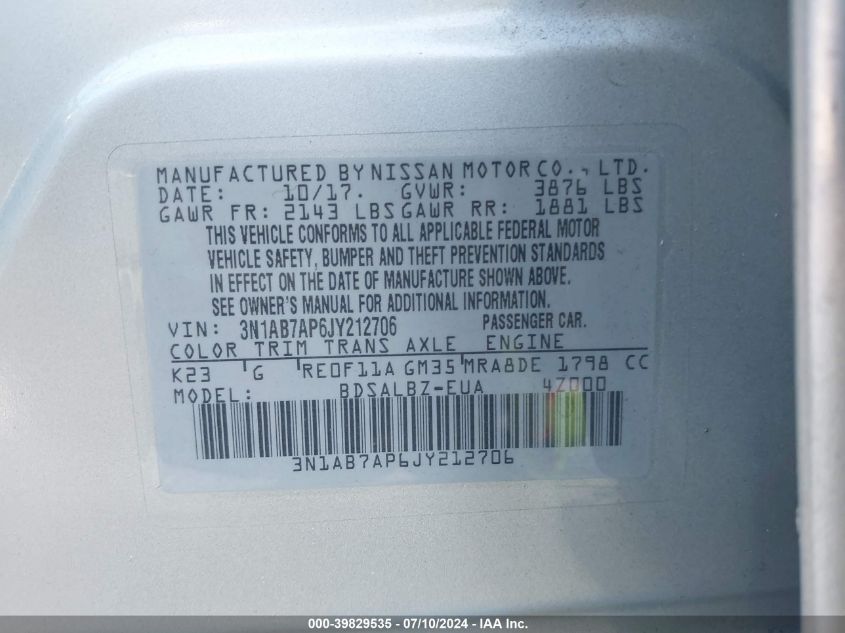 MANUFACTURED BY NISSAN MOTOR CO., LTD.
DATE: 10/17. GVWR: 3876 LBS
GAWR FR: 2143 LBS GAWR RR: 1881 LBS
THIS VEHICLE CONFORMS TO ALL APPLICABLE FEDERAL MOTOR
VEHICLE SAFETY, BUMPER AND THEFT PREVENTION STANDARDS
IN EFFECT ON THE DATE OF MANUFACTURE SHOWN ABOVE.
SEE OWNER'S MANUAL FOR ADDITIONAL INFORMATION.
VIN: 3N1AB7AP6JY212706 PASSENGER CAR.
COLOR TRIM TRANS AXLE ENGINE
K23 G RE0F11A GM35 MRA8DE 1798 CC
MODEL: BDSALBZ-EUA 4Z000
3N1AB7AP6JY212706
000-39829535 - 07/10/2024 - IAA Inc.